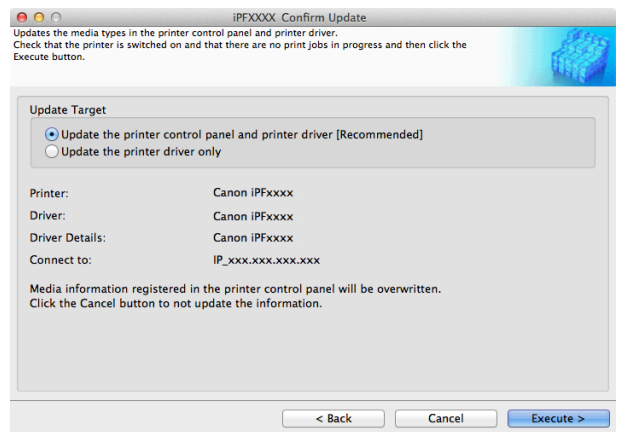 iPFXXXX Confirm Update
Updates the media types in the printer control panel and printer driver.
Check that the printer is switched on and that there are no print jobs in progress and then click the
Execute button.
Update Target
Update the printer control panel and printer driver [Recommended]
Update the printer driver only
Printer: Canon iPFxxxx
Driver: Canon iPFxxxx
Driver Details: Canon iPFxxxx
Connect to: IP_xxx.xxx.xxx.xxx
Media information registered in the printer control panel will be overwritten.
Click the Cancel button to not update the information.
< Back Cancel Execute >